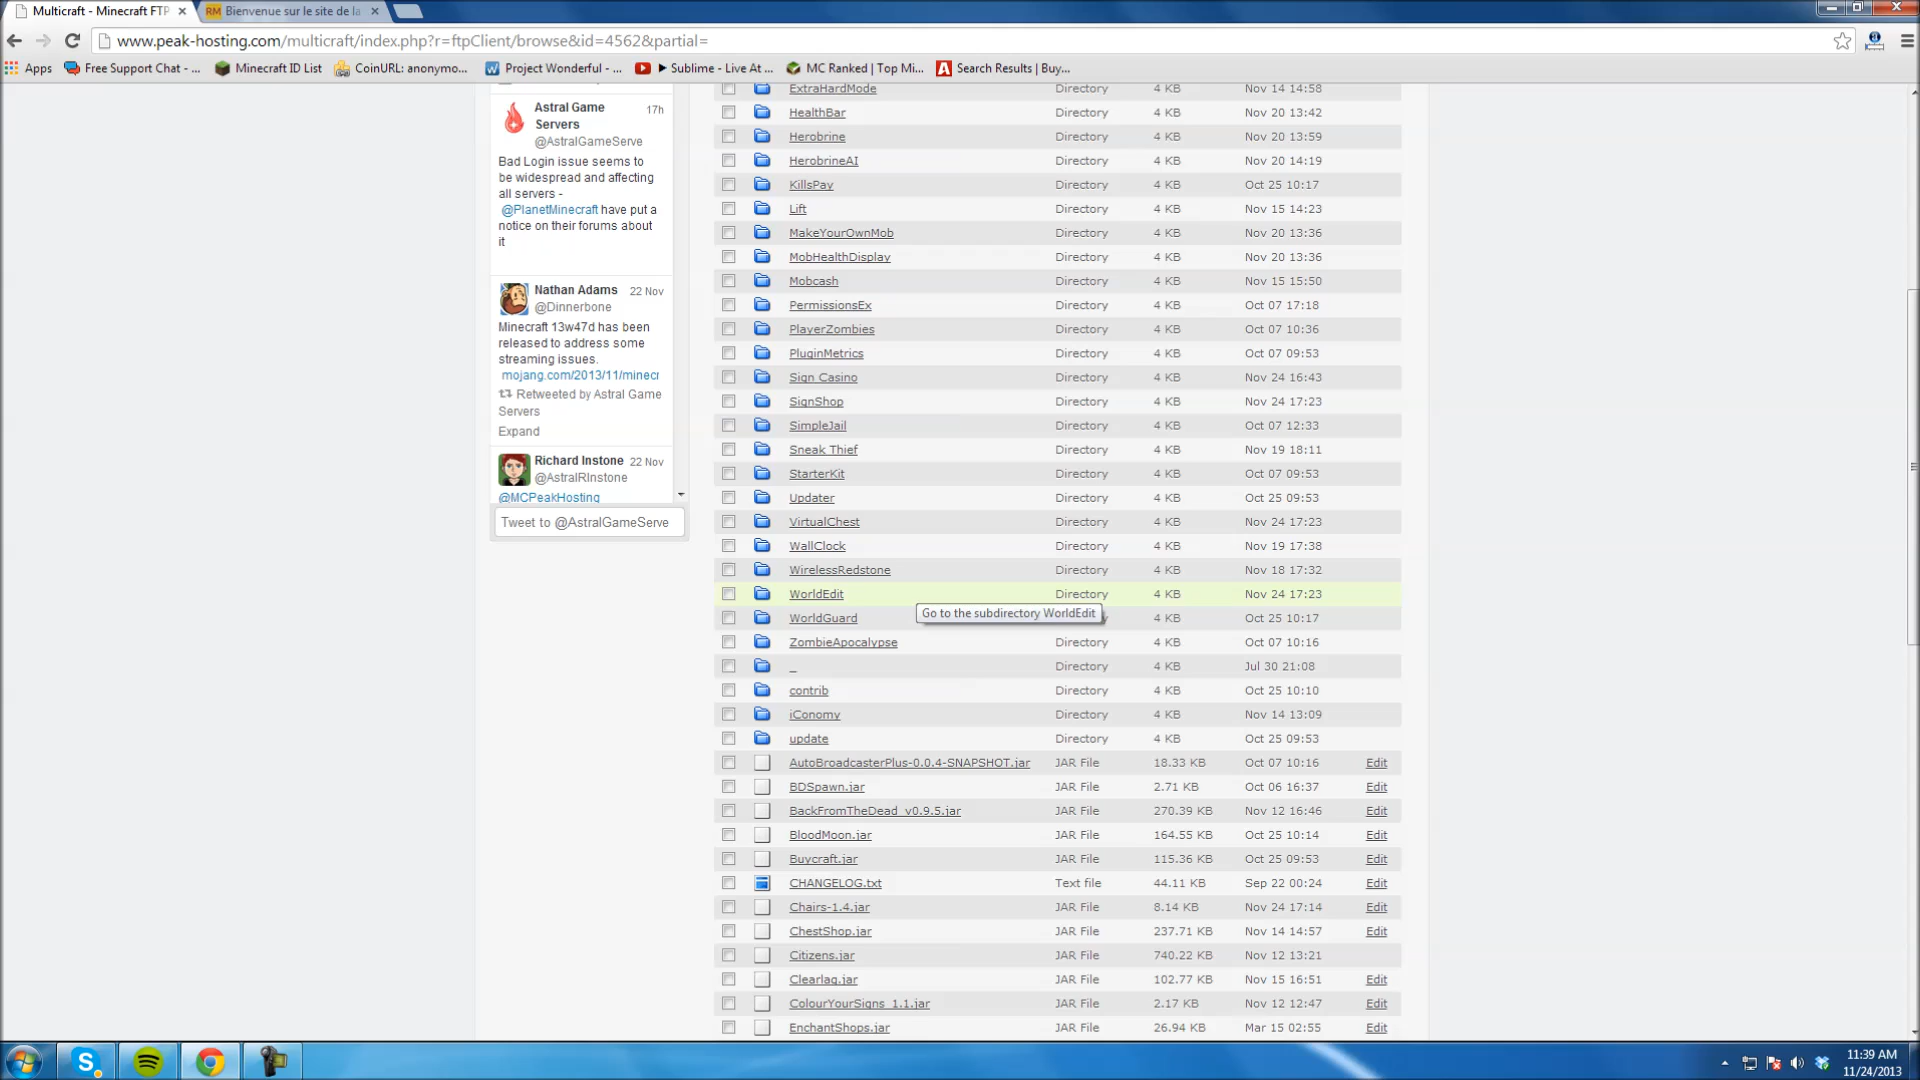 Multicraft - Minecraft FTP
Bienvenue sur le site de la
www.peak-hosting.com/multicraft/index.php?r=ftpClient/browse&id=4562&partial=
Apps
Free Support Chat - ...
Minecraft ID List
CoinURL: anonymo...
Project Wonderful - ...
► Sublime - Live At ...
MC Ranked | Top Mi...
Search Results | Buy...
Astral Game Servers 17h
@AstralGameServe
Bad Login issue seems to
be widespread and affecting
all servers -
@PlanetMinecraft have put a
notice on their forums about
it
Nathan Adams 22 Nov
@Dinnerbone
Minecraft 13w47d has been
released to address some
streaming issues.
mojang.com/2013/11/minecr
Retweeted by Astral Game
Servers
Expand
Richard Instone 22 Nov
@AstralRInstone
@MCPeakHosting
Tweet to @AstralGameServe
ExtraHardMode Directory 4 KB Nov 14 14:58
HealthBar Directory 4 KB Nov 20 13:42
Herobrine Directory 4 KB Nov 20 13:59
HerobrineAI Directory 4 KB Nov 20 14:19
KillsPay Directory 4 KB Oct 25 10:17
Lift Directory 4 KB Nov 15 14:23
MakeYourOwnMob Directory 4 KB Nov 20 13:36
MobHealthDisplay Directory 4 KB Nov 20 13:36
Mobcash Directory 4 KB Nov 15 15:50
PermissionsEx Directory 4 KB Oct 07 17:18
PlayerZombies Directory 4 KB Oct 07 10:36
PluginMetrics Directory 4 KB Oct 07 09:53
Sign Casino Directory 4 KB Nov 24 16:43
SignShop Directory 4 KB Nov 24 17:23
SimpleJail Directory 4 KB Oct 07 12:33
Sneak Thief Directory 4 KB Nov 19 18:11
StarterKit Directory 4 KB Oct 07 09:53
Updater Directory 4 KB Oct 25 09:53
VirtualChest Directory 4 KB Nov 24 17:23
WallClock Directory 4 KB Nov 19 17:38
WirelessRedstone Directory 4 KB Nov 18 17:32
WorldEdit Directory 4 KB Nov 24 17:23
Go to the subdirectory WorldEdit
WorldGuard 4 KB Oct 25 10:17
ZombieApocalypse Directory 4 KB Oct 07 10:16
_ Directory 4 KB Jul 30 21:08
contrib Directory 4 KB Oct 25 10:10
iConomy Directory 4 KB Nov 14 13:09
update Directory 4 KB Oct 25 09:53
AutoBroadcasterPlus-0.0.4-SNAPSHOT.jar JAR File 18.33 KB Oct 07 10:16 Edit
BDSpawn.jar JAR File 2.71 KB Oct 06 16:37 Edit
BackFromTheDead_v0.9.5.jar JAR File 270.39 KB Nov 12 16:46 Edit
BloodMoon.jar JAR File 164.55 KB Oct 25 10:14 Edit
Buycraft.jar JAR File 115.36 KB Oct 25 09:53 Edit
CHANGELOG.txt Text file 44.11 KB Sep 22 00:24 Edit
Chairs-1.4.jar JAR File 8.14 KB Nov 24 17:14 Edit
ChestShop.jar JAR File 237.71 KB Nov 14 14:57 Edit
Citizens.jar JAR File 740.22 KB Nov 12 13:21
Clearlag.jar JAR File 102.77 KB Nov 15 16:51 Edit
ColourYourSigns_1.1.jar JAR File 2.17 KB Nov 12 12:47 Edit
EnchantShops.jar JAR File 26.94 KB Mar 15 02:55 Edit
11:39 AM
11/24/2013